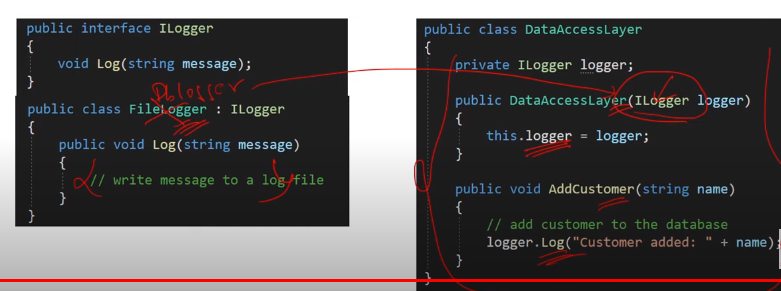 public interface ILogger
{
void Log(string message);
}
Dblogger
public class FileLogger : ILogger
{
public void Log(string message)
{
// write message to a log file
}
}
public class DataAccessLayer
{
private ILogger logger;
public DataAccessLayer(ILogger logger)
{
this.logger = logger;
}
public void AddCustomer(string name)
{
// add customer to the database
logger.Log("Customer added: " + name);
}
}